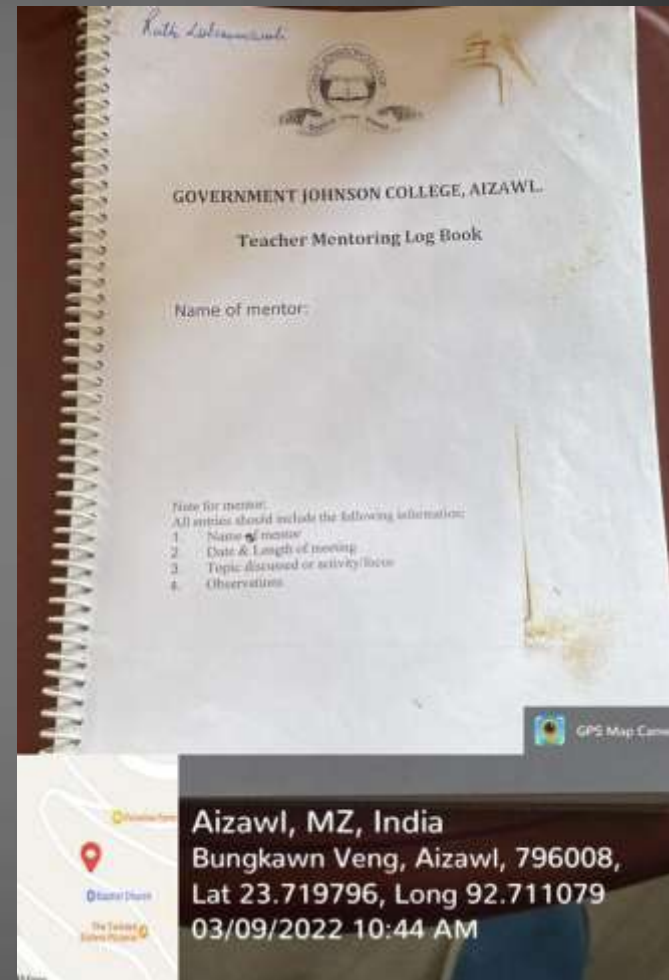 Ruth
GOVERNMENT JOHNSON COLLEGE, AIZAWL.
Teacher Mentoring Log Book
Name of mentor:
Note for mentor:
All entries should include the following information:
1. Name of mentor
2. Date & Length of meeting
3. Topic discussed or activity/focus
4. Observations
GPS Map Came
Aizawl, MZ, India
Bungkawn Veng, Aizawl, 796008,
Lat 23.719796, Long 92.711079
03/09/2022 10:44 AM